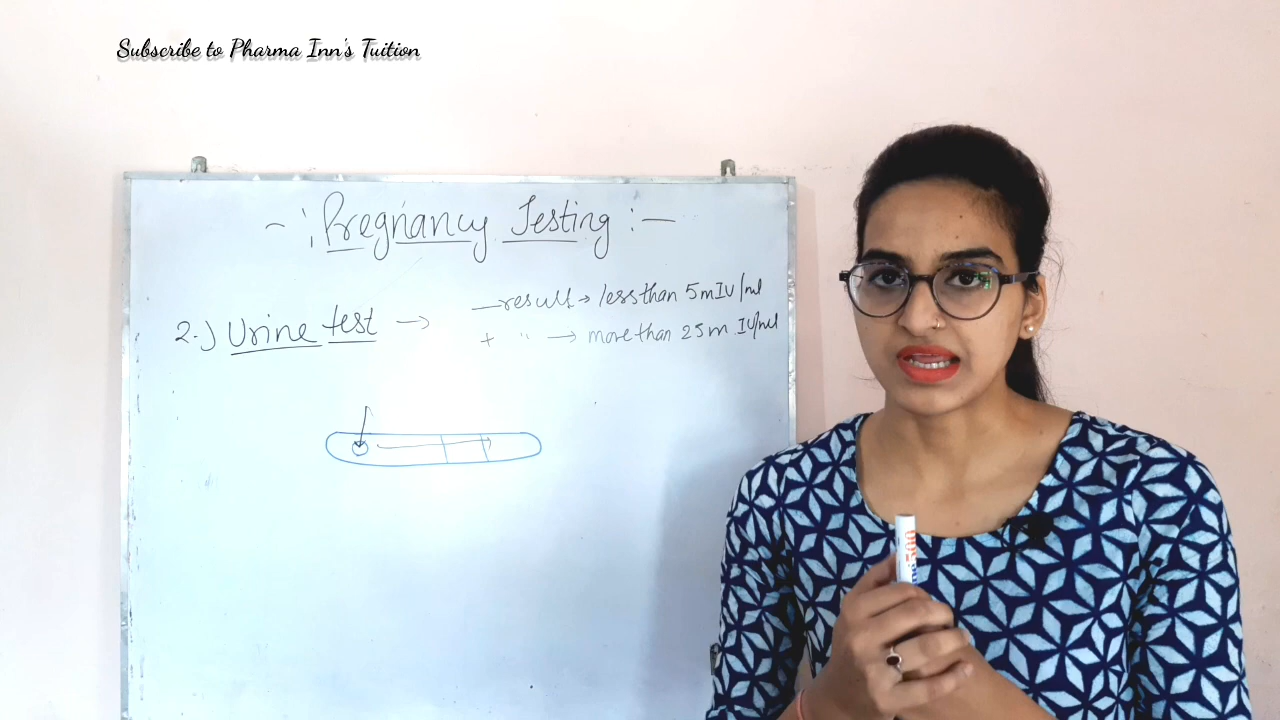 Subscribe to Pharma Inn's Tuition
-: Pregnancy Testing :-
2.) Urine test → — result → less than 5mIU/ml
+ " → more than 25m IU/ml
500